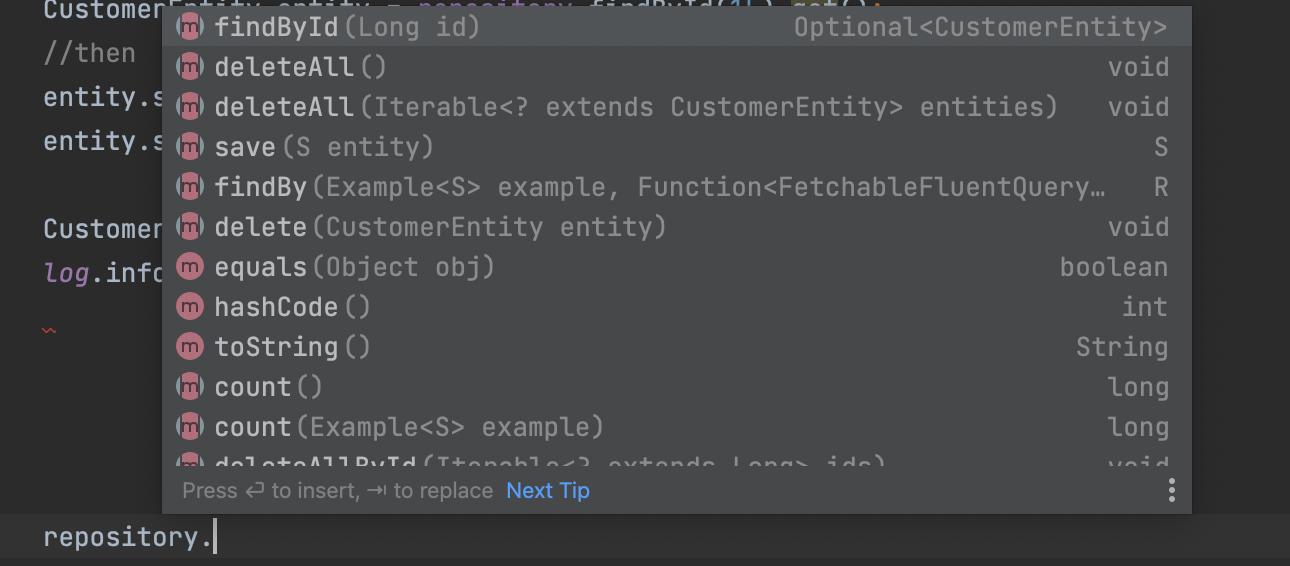 CustomerEntity entity = repository.findById(1L).get();
//then
entity.s
entity.s
Customer
log.info
findById(Long id) Optional<CustomerEntity>
deleteAll() void
deleteAll(Iterable<? extends CustomerEntity> entities) void
save(S entity) S
findBy(Example<S> example, Function<FetchableFluentQuery… R
delete(CustomerEntity entity) void
equals(Object obj) boolean
hashCode() int
toString() String
count() long
count(Example<S> example) long
deleteAllById(Iterable<? extends Long> ids) void
Press ↵ to insert, ⇥ to replace Next Tip
repository.